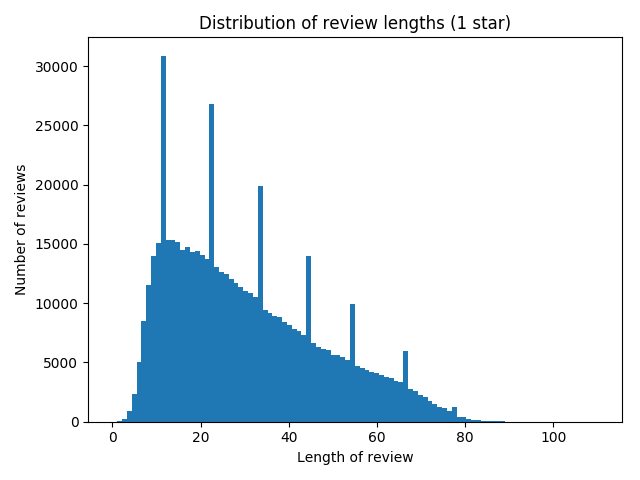 Distribution of review lengths (1 star)
Number of reviews
30000
25000
20000
15000
10000
5000
0
0 20 40 60 80 100
Length of review